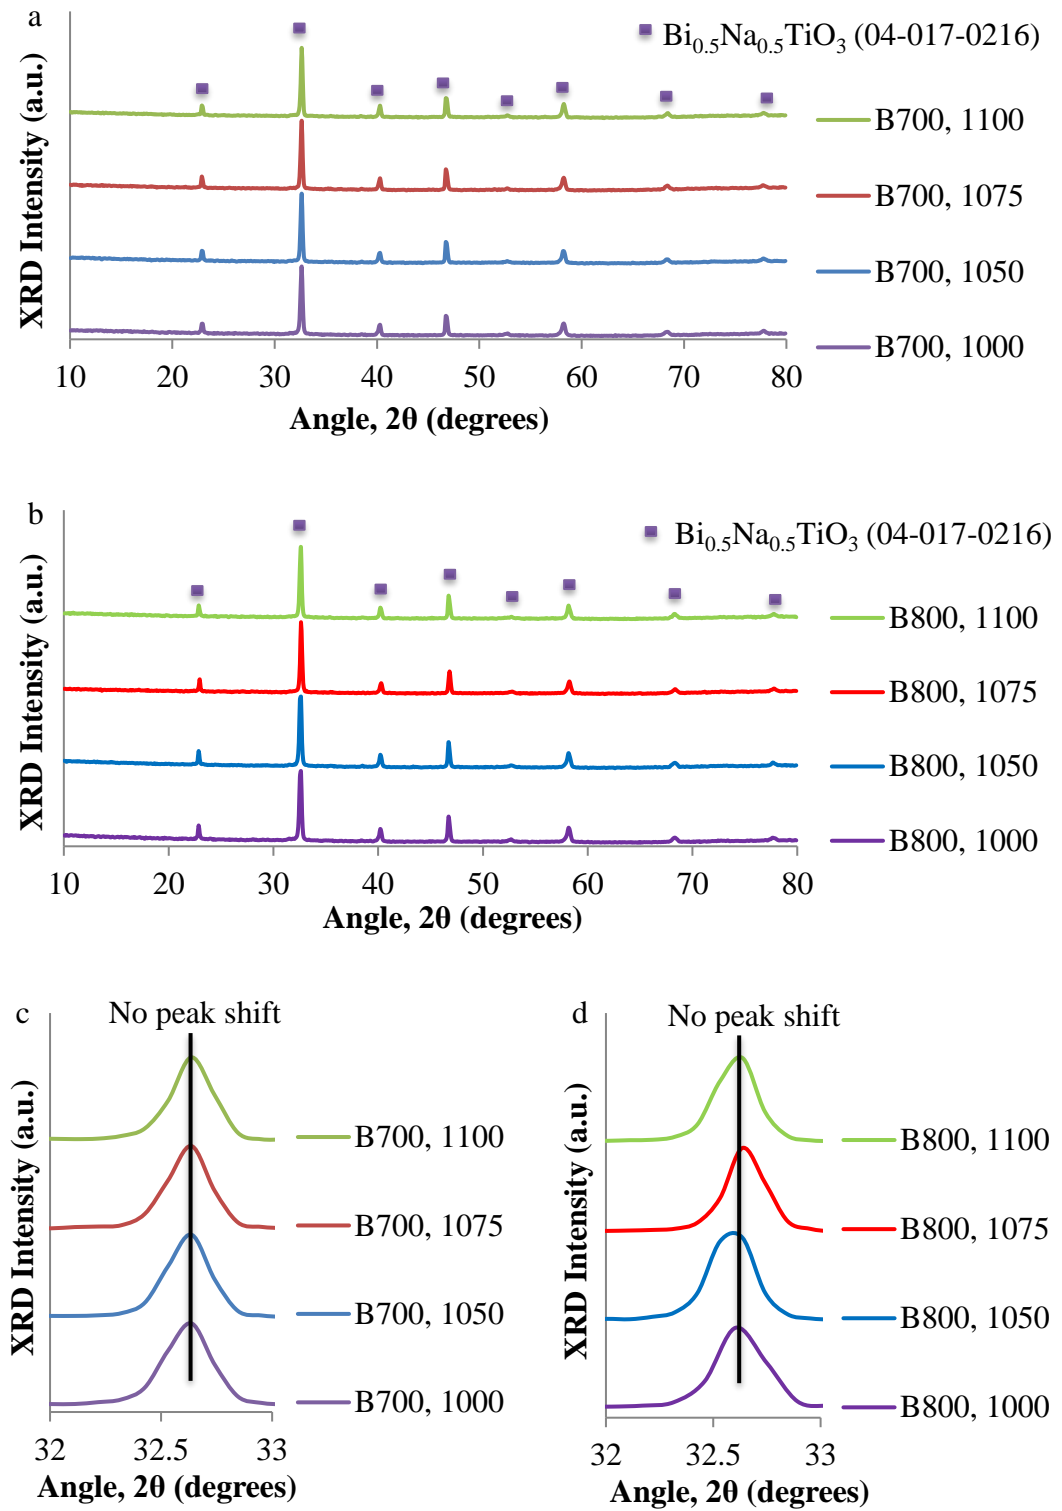 a
Bi0.5Na0.5TiO3 (04-017-0216)
XRD Intensity (a.u.)
B700, 1100
B700, 1075
B700, 1050
B700, 1000
10 20 30 40 50 60 70 80
Angle, 2θ (degrees)
b
Bi0.5Na0.5TiO3 (04-017-0216)
XRD Intensity (a.u.)
B800, 1100
B800, 1075
B800, 1050
B800, 1000
10 20 30 40 50 60 70 80
Angle, 2θ (degrees)
c
No peak shift
XRD Intensity (a.u.)
B700, 1100
B700, 1075
B700, 1050
B700, 1000
32 32.5 33
Angle, 2θ (degrees)
d
No peak shift
XRD Intensity (a.u.)
B800, 1100
B800, 1075
B800, 1050
B800, 1000
32 32.5 33
Angle, 2θ (degrees)